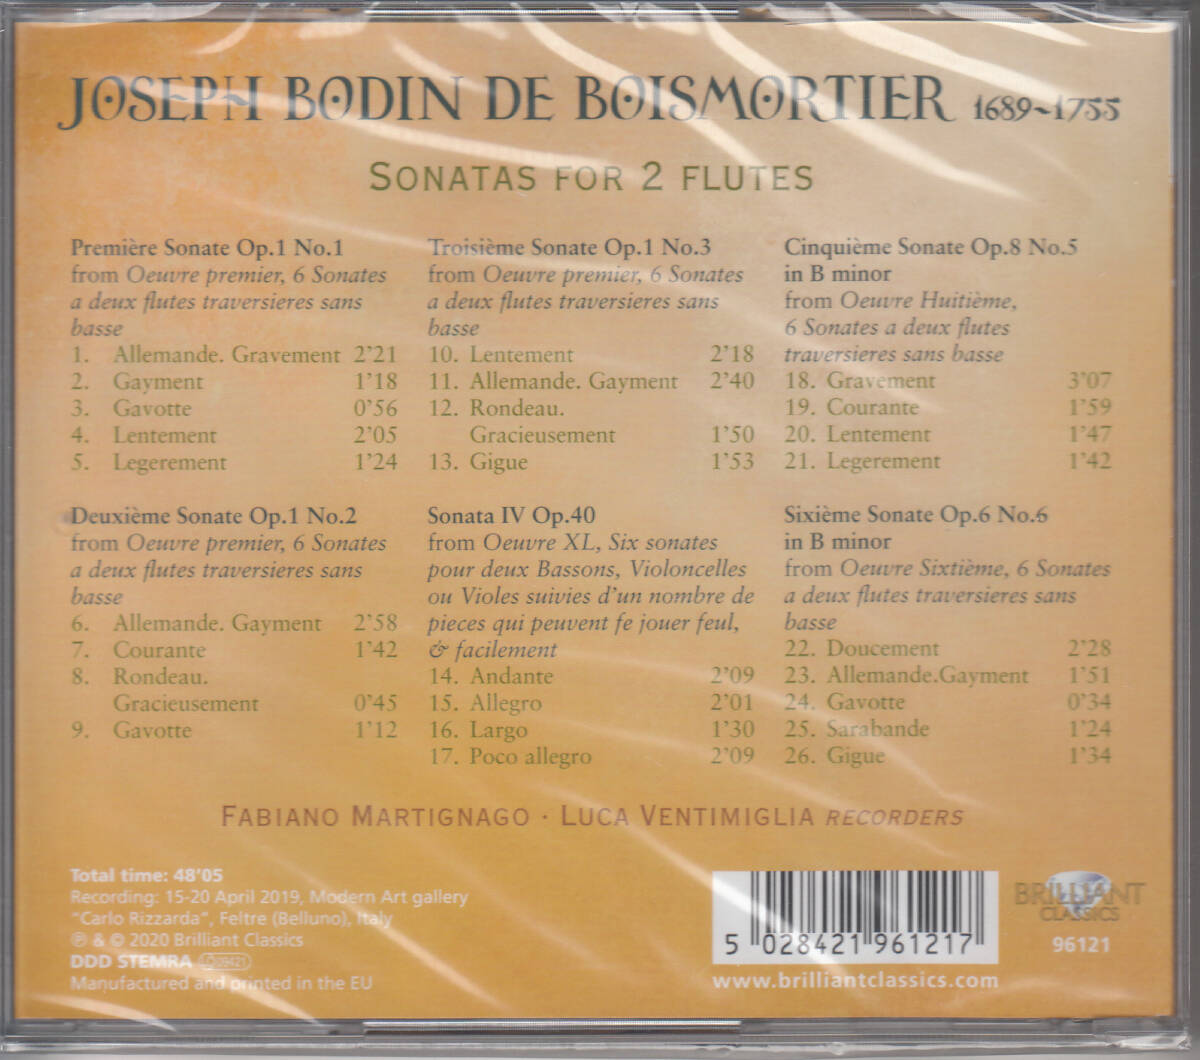 JOSEPH BODIN DE BOISMORTIER 1689~1755
SONATAS FOR 2 FLUTES
Première Sonate Op.1 No.1
from Oeuvre premier, 6 Sonates
a deux flutes traversieres sans
basse
1. Allemande. Gravement 2'21
2. Gayment 1'18
3. Gavotte 0'56
4. Lentement 2'05
5. Legerement 1'24
Deuxième Sonate Op.1 No.2
from Oeuvre premier, 6 Sonates
a deux flutes traversieres sans
basse
6. Allemande. Gayment 2'58
7. Courante 1'42
8. Rondeau.
Gracieusement 0'45
9. Gavotte 1'12
Troisième Sonate Op.1 No.3
from Oeuvre premier, 6 Sonates
a deux flutes traversieres sans
basse
10. Lentement 2'18
11. Allemande. Gayment 2'40
12. Rondeau.
Gracieusement 1'50
13. Gigue 1'53
Sonata IV Op.40
from Oeuvre XL, Six sonates
pour deux Bassons, Violoncelles
ou Violes suivies d'un nombre de
pieces qui peuvent fe jouer feul,
& facilement
14. Andante 2'09
15. Allegro 2'01
16. Largo 1'30
17. Poco allegro 2'09
Cinquième Sonate Op.8 No.5
in B minor
from Oeuvre Huitième,
6 Sonates a deux flutes
traversieres sans basse
18. Gravement 3'07
19. Courante 1'59
20. Lentement 1'47
21. Legerement 1'42
Sixième Sonate Op.6 No.6
in B minor
from Oeuvre Sixtième, 6 Sonates
a deux flutes traversieres sans
basse
22. Doucement 2'28
23. Allemande.Gayment 1'51
24. Gavotte 0'34
25. Sarabande 1'24
26. Gigue 1'34
FABIANO MARTIGNAGO · LUCA VENTIMIGLIA RECORDERS
Total time: 48'05
Recording: 15-20 April 2019, Modern Art gallery
"Carlo Rizzarda", Feltre (Belluno), Italy
℗ & © 2020 Brilliant Classics
DDD STEMRA
Manufactured and printed in the EU
5 028421 961217
www.brilliantclassics.com
BRILLIANT
CLASSICS
96121